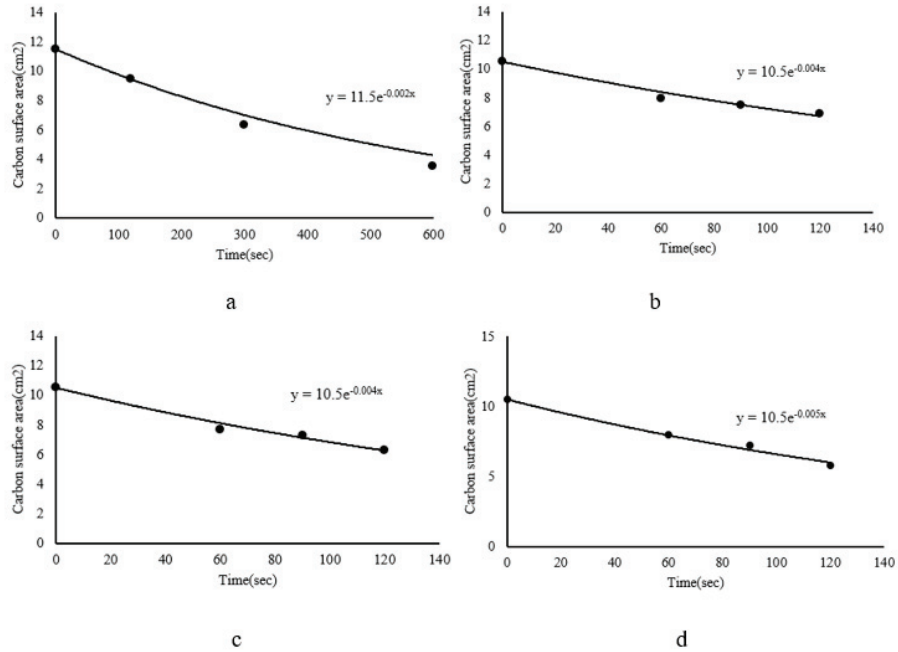 14
12
10
8
6
4
2
0
Carbon surface area(cm2)
y = 11.5e^-0.002x
0 100 200 300 400 500 600
Time(sec)
a
14
12
10
8
6
4
2
0
Carbon surface area(cm2)
y = 10.5e^-0.004x
0 20 40 60 80 100 120 140
Time(sec)
b
14
12
10
8
6
4
2
0
Carbon surface area(cm2)
y = 10.5e^-0.004x
0 20 40 60 80 100 120 140
Time(sec)
c
15
10
5
0
Carbon surface area(cm2)
y = 10.5e^-0.005x
0 20 40 60 80 100 120 140
Time(sec)
d